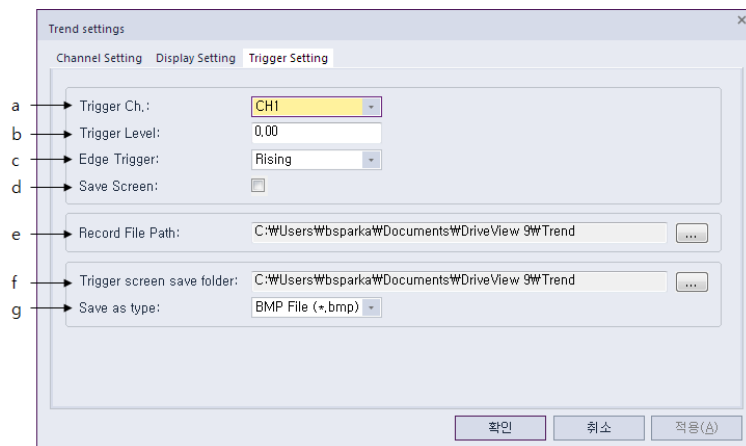 Trend settings
Channel Setting Display Setting Trigger Setting
a Trigger Ch.: CH1
b Trigger Level: 0.00
c Edge Trigger: Rising
d Save Screen:
e Record File Path: C:₩Users₩bsparka₩Documents₩DriveView 9₩Trend ...
f Trigger screen save folder: C:₩Users₩bsparka₩Documents₩DriveView 9₩Trend ...
g Save as type: BMP File (*.bmp)
확인 취소 적용(A)